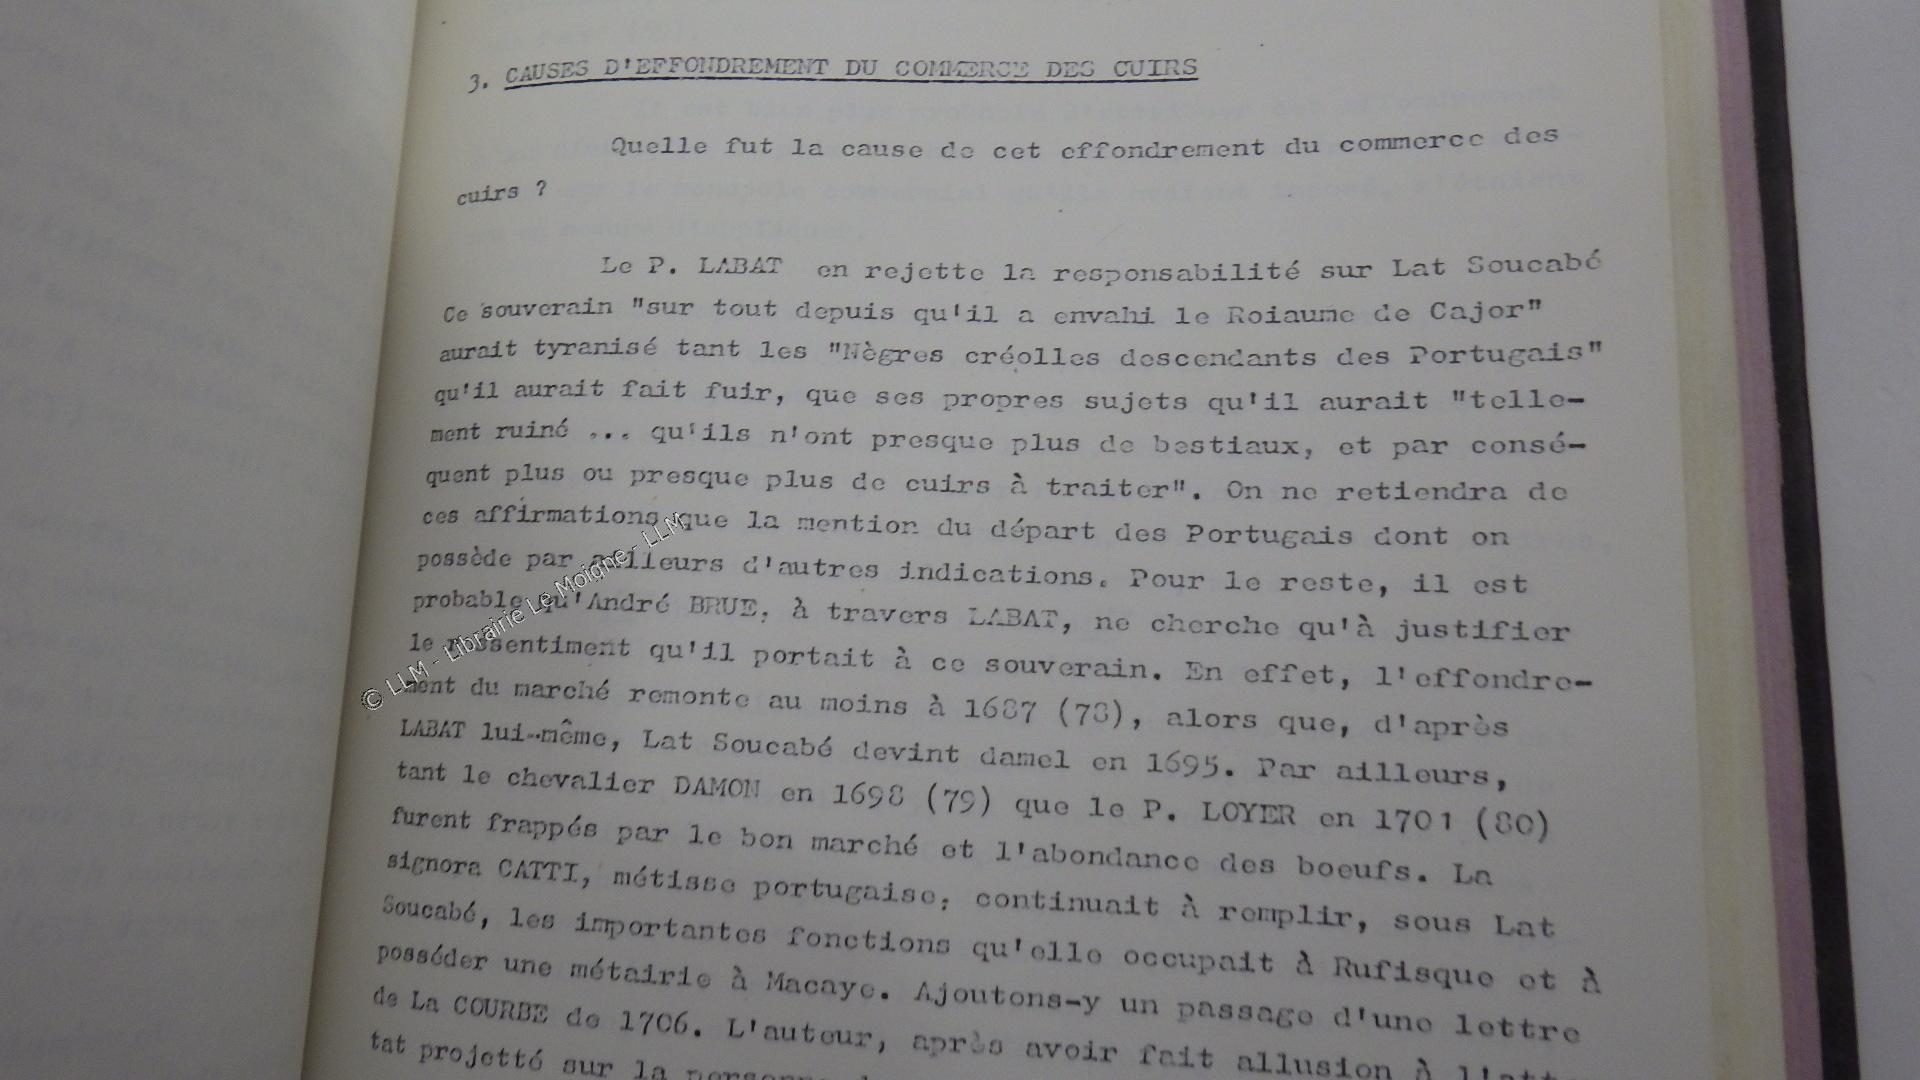 3. CAUSES D'EFFONDREMENT DU COMMERCE DES CUIRS
Quelle fut la cause de cet effondrement du commerce des
cuirs ?
Le P. LABAT en rejette la responsabilité sur Lat Soucabé
Ce souverain "sur tout depuis qu'il a envahi le Roiaume de Cajor"
aurait tyranisé tant les "Nègres créolles descendants des Portugais"
qu'il aurait fait fuir, que ses propres sujets qu'il aurait "telle-
ment ruiné ... qu'ils n'ont presque plus de bestiaux, et par consé-
quent plus ou presque plus de cuirs à traiter". On ne retiendra de
ces affirmations que la mention du départ des Portugais dont on
possède par ailleurs d'autres indications. Pour le reste, il est
probable qu'André BRUE, à travers LABAT, ne cherche qu'à justifier
le ressentiment qu'il portait à ce souverain. En effet, l'effondre-
ment du marché remonte au moins à 1687 (78), alors que, d'après
LABAT lui-même, Lat Soucabé devint damel en 1695. Par ailleurs,
tant le chevalier DAMON en 1698 (79) que le P. LOYER en 1701 (80)
furent frappés par le bon marché et l'abondance des boeufs. La
signora CATTI, métisse portugaise, continuait à remplir, sous Lat
Soucabé, les importantes fonctions qu'elle occupait à Rufisque et à
posséder une métairie à Macaye. Ajoutons-y un passage d'une lettre
de La COURBE de 1706. L'auteur, après avoir fait allusion à
tat projetté sur la
© LLM - Librairie Le Moigne - LLM